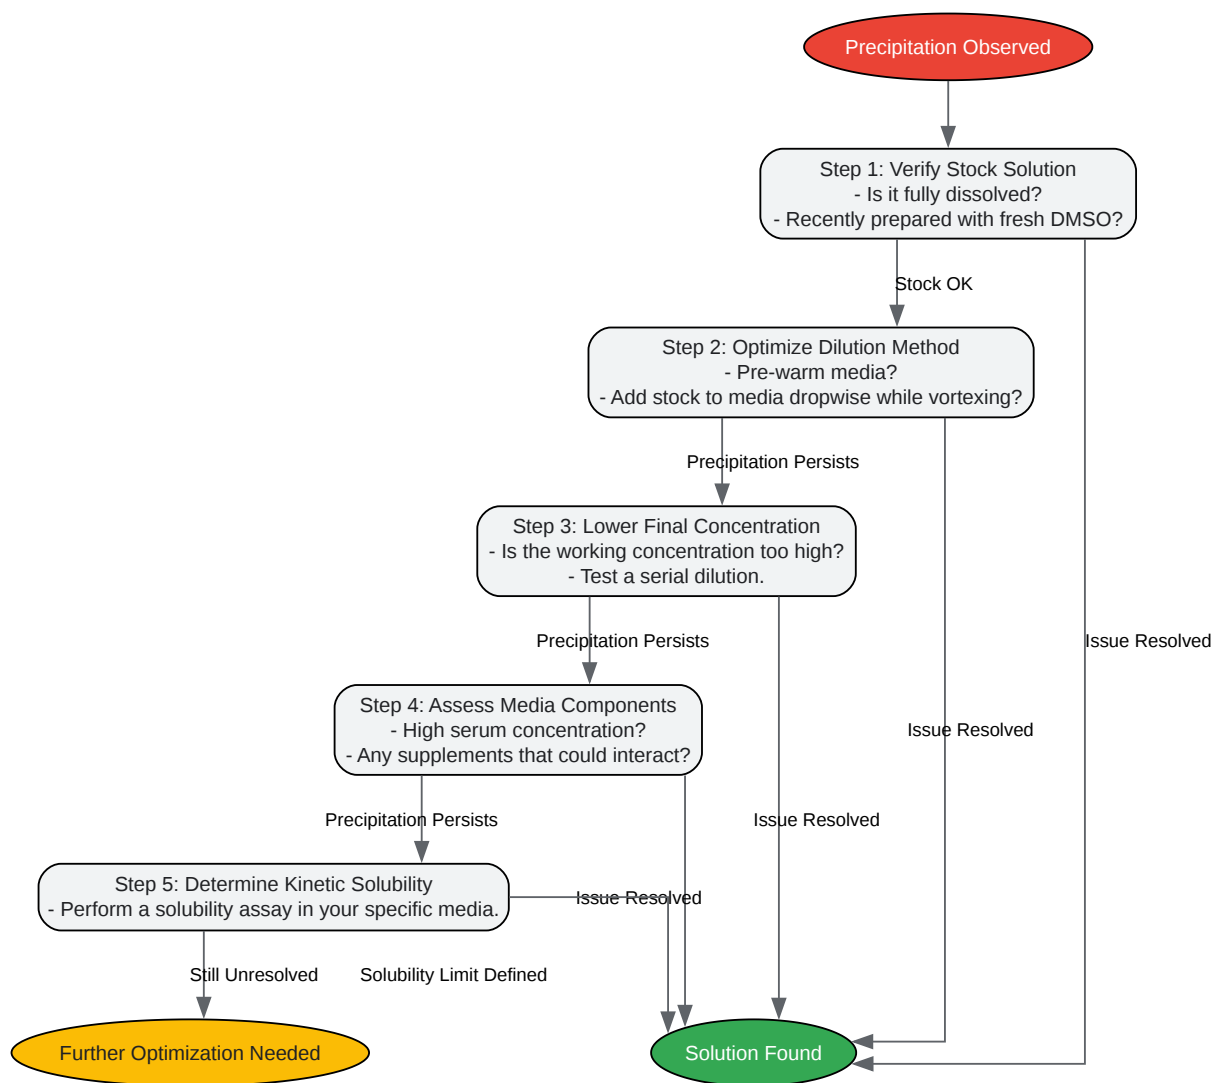 Precipitation Observed
Step 1: Verify Stock Solution
- Is it fully dissolved?
- Recently prepared with fresh DMSO?
Stock OK
Step 2: Optimize Dilution Method
- Pre-warm media?
- Add stock to media dropwise while vortexing?
Precipitation Persists
Step 3: Lower Final Concentration
- Is the working concentration too high?
- Test a serial dilution.
Precipitation Persists
Issue Resolved
Step 4: Assess Media Components
- High serum concentration?
- Any supplements that could interact?
Issue Resolved
Precipitation Persists
Issue Resolved
Step 5: Determine Kinetic Solubility
- Perform a solubility assay in your specific media.
Issue Resolved
Still Unresolved
Solubility Limit Defined
Further Optimization Needed
Solution Found